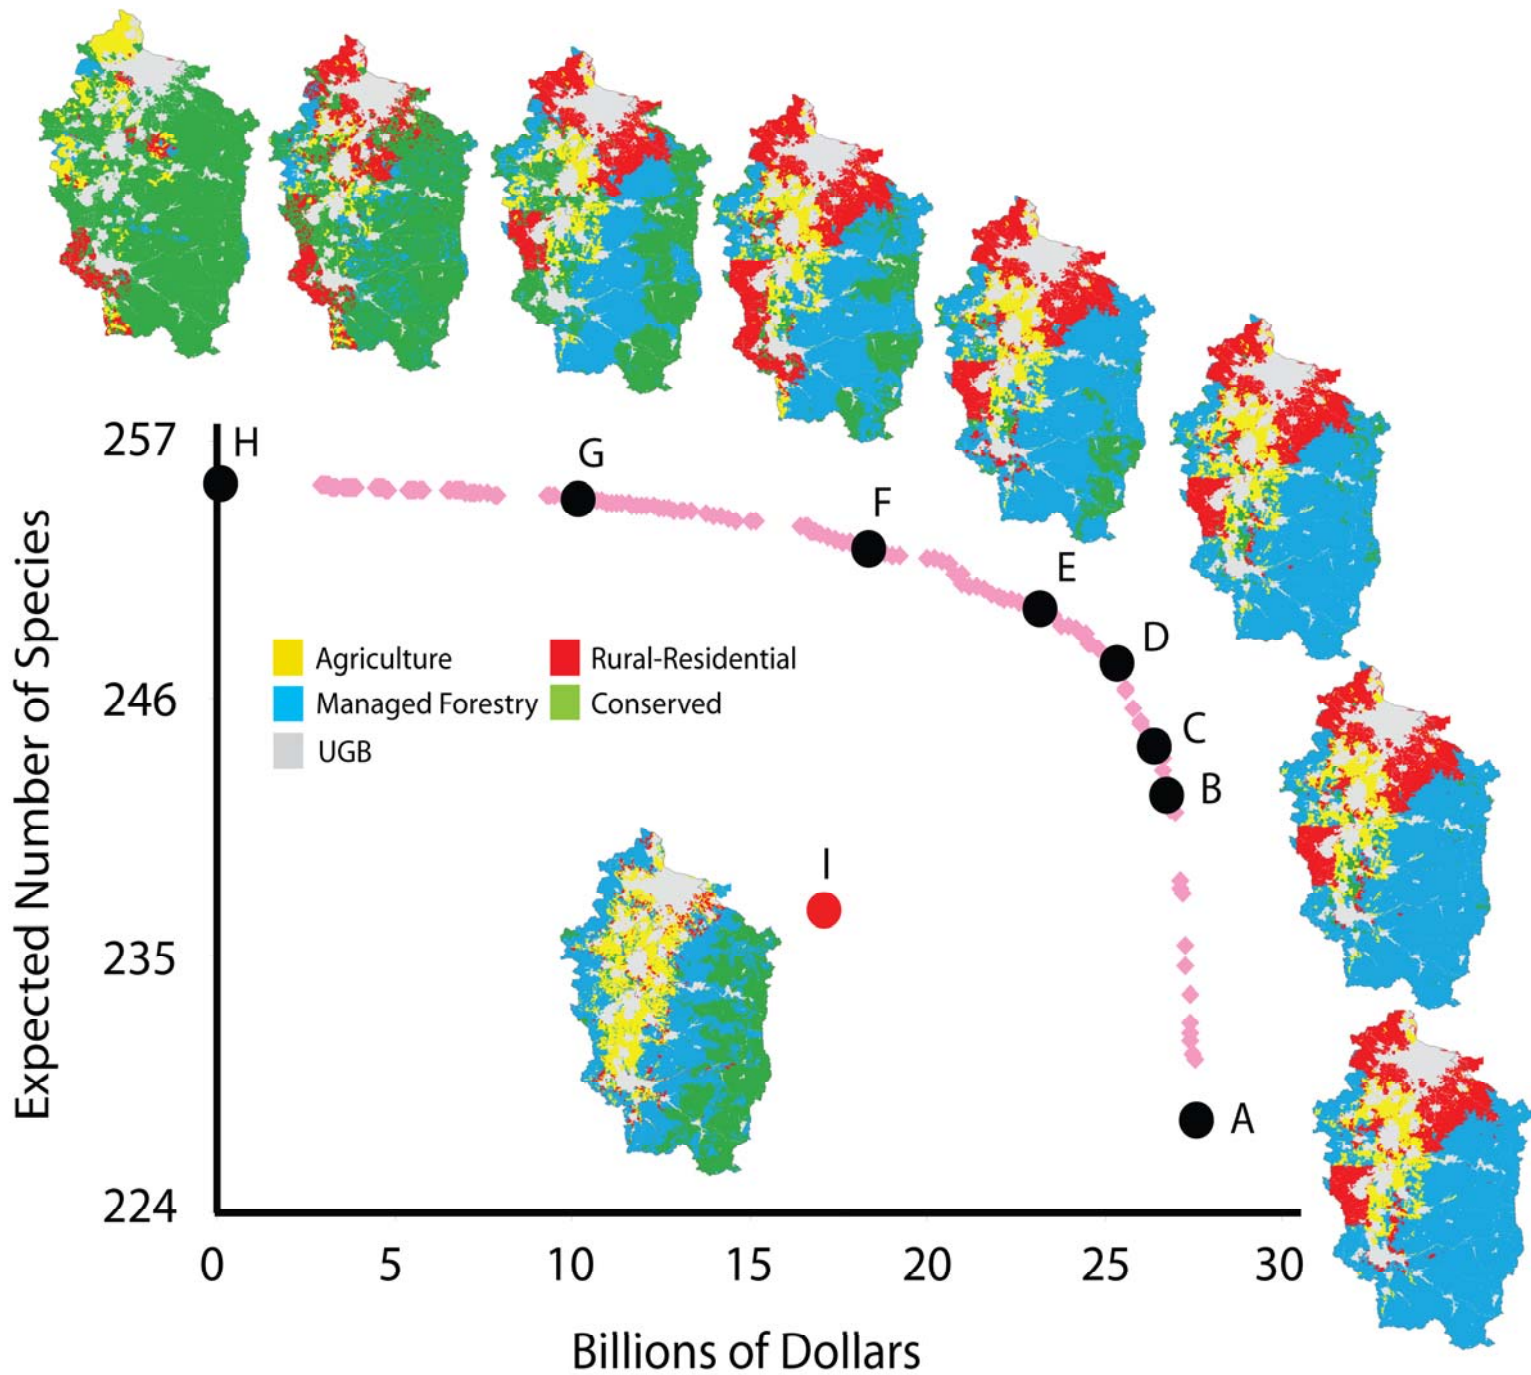 257
H
G
F
E
D
C
B
246
Agriculture
Rural-Residential
Managed Forestry
Conserved
UGB
I
235
A
224
0 5 10 15 20 25 30
Expected Number of Species
Billions of Dollars